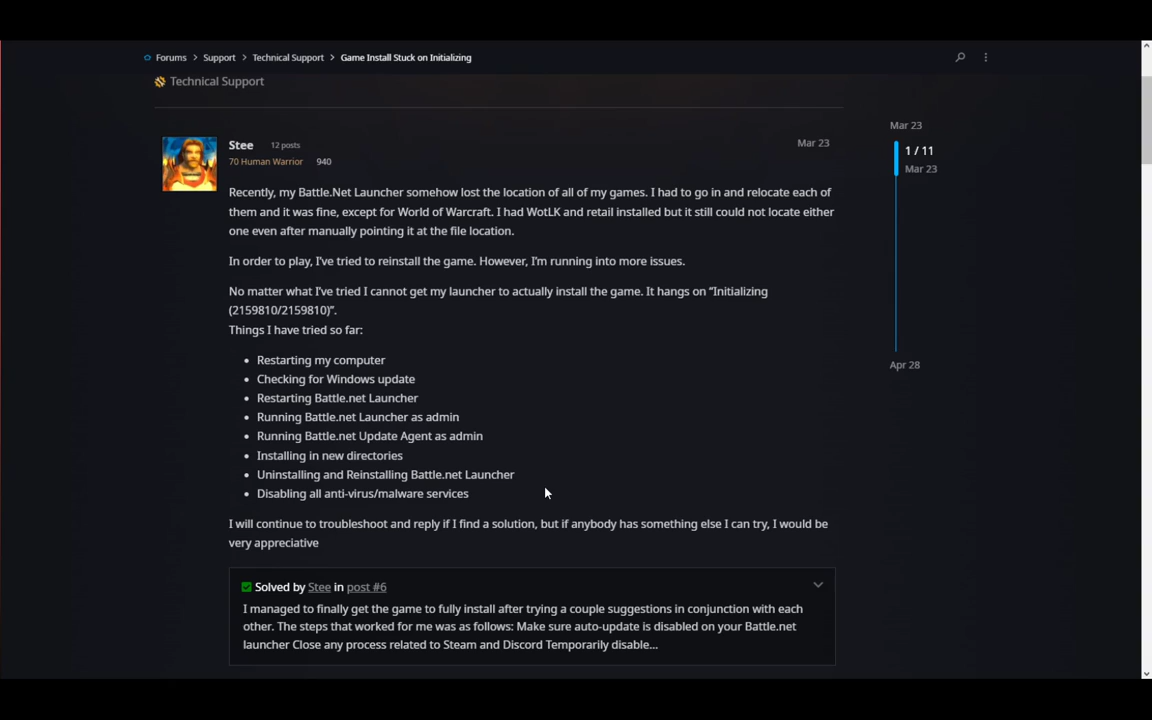 Forums > Support > Technical Support > Game Install Stuck on Initializing
Technical Support
Stee 12 posts Mar 23
70 Human Warrior 940
Recently, my Battle.Net Launcher somehow lost the location of all of my games. I had to go in and relocate each of
them and it was fine, except for World of Warcraft. I had WotLK and retail installed but it still could not locate either
one even after manually pointing it at the file location.
In order to play, I've tried to reinstall the game. However, I'm running into more issues.
No matter what I've tried I cannot get my launcher to actually install the game. It hangs on “Initializing
(2159810/2159810)”.
Things I have tried so far:
• Restarting my computer
• Checking for Windows update
• Restarting Battle.net Launcher
• Running Battle.net Launcher as admin
• Running Battle.net Update Agent as admin
• Installing in new directories
• Uninstalling and Reinstalling Battle.net Launcher
• Disabling all anti-virus/malware services
I will continue to troubleshoot and reply if I find a solution, but if anybody has something else I can try, I would be
very appreciative
Solved by Stee in post #6
I managed to finally get the game to fully install after trying a couple suggestions in conjunction with each
other. The steps that worked for me was as follows: Make sure auto-update is disabled on your Battle.net
launcher Close any process related to Steam and Discord Temporarily disable...
Mar 23
1 / 11
Mar 23
Apr 28